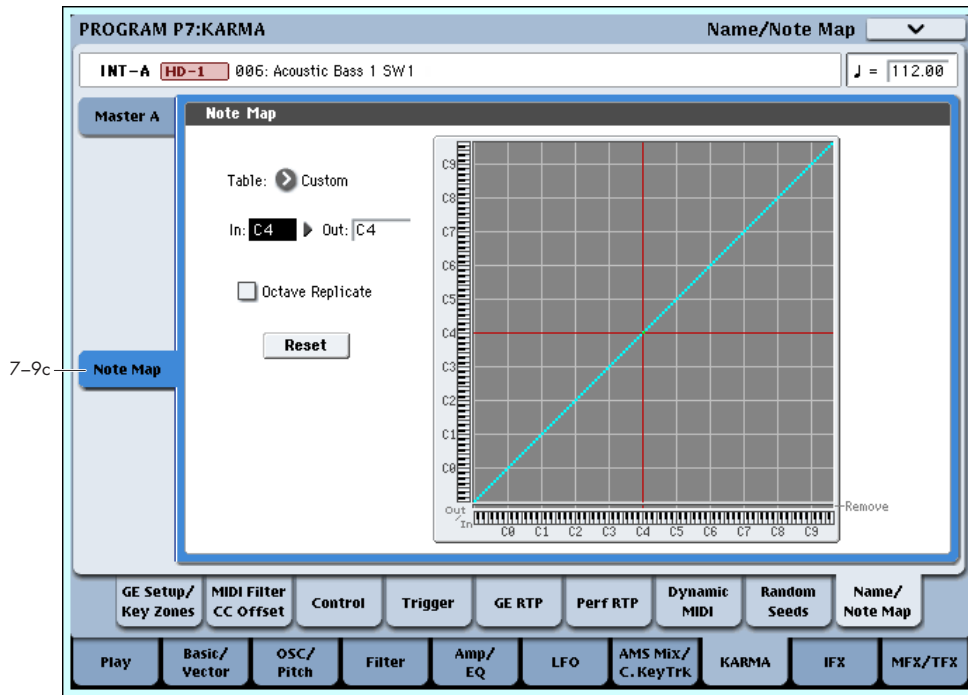 PROGRAM P7:KARMA
Name/Note Map
INT-A HD-1 006: Acoustic Bass 1 SW1
♩ = 112.00
Master A
Note Map
Table: Custom
In: C4 Out: C4
Octave Replicate
Reset
C9
C8
C7
C6
C5
C4
C3
C2
C1
C0
Out
/In
Remove
C0 C1 C2 C3 C4 C5 C6 C7 C8 C9
7-9c
Note Map
GE Setup/
Key Zones
MIDI Filter
CC Offset
Control
Trigger
GE RTP
Perf RTP
Dynamic
MIDI
Random
Seeds
Name/
Note Map
Play
Basic/
Vector
OSC/
Pitch
Filter
Amp/
EQ
LFO
AMS Mix/
C.KeyTrk
KARMA
IFX
MFX/TFX